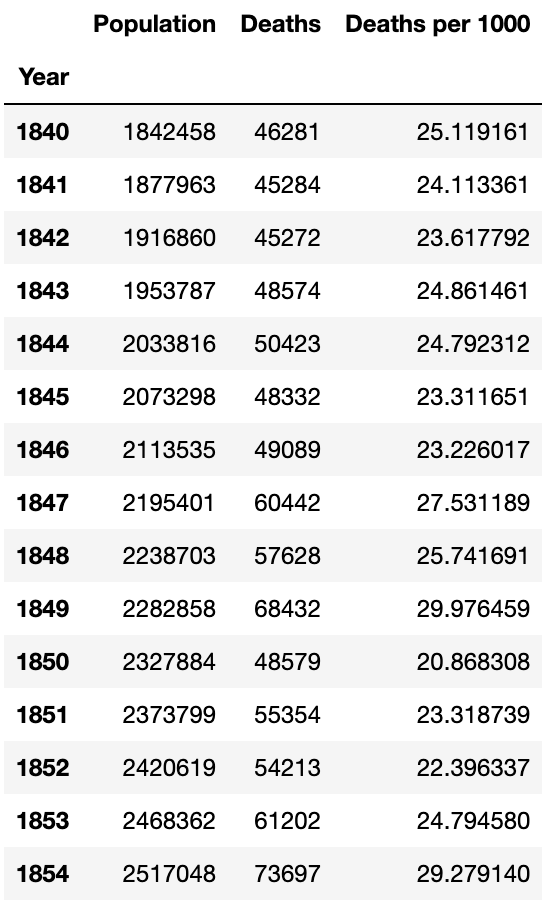 Population Deaths Deaths per 1000
Year
1840 1842458 46281 25.119161
1841 1877963 45284 24.113361
1842 1916860 45272 23.617792
1843 1953787 48574 24.861461
1844 2033816 50423 24.792312
1845 2073298 48332 23.311651
1846 2113535 49089 23.226017
1847 2195401 60442 27.531189
1848 2238703 57628 25.741691
1849 2282858 68432 29.976459
1850 2327884 48579 20.868308
1851 2373799 55354 23.318739
1852 2420619 54213 22.396337
1853 2468362 61202 24.794580
1854 2517048 73697 29.279140